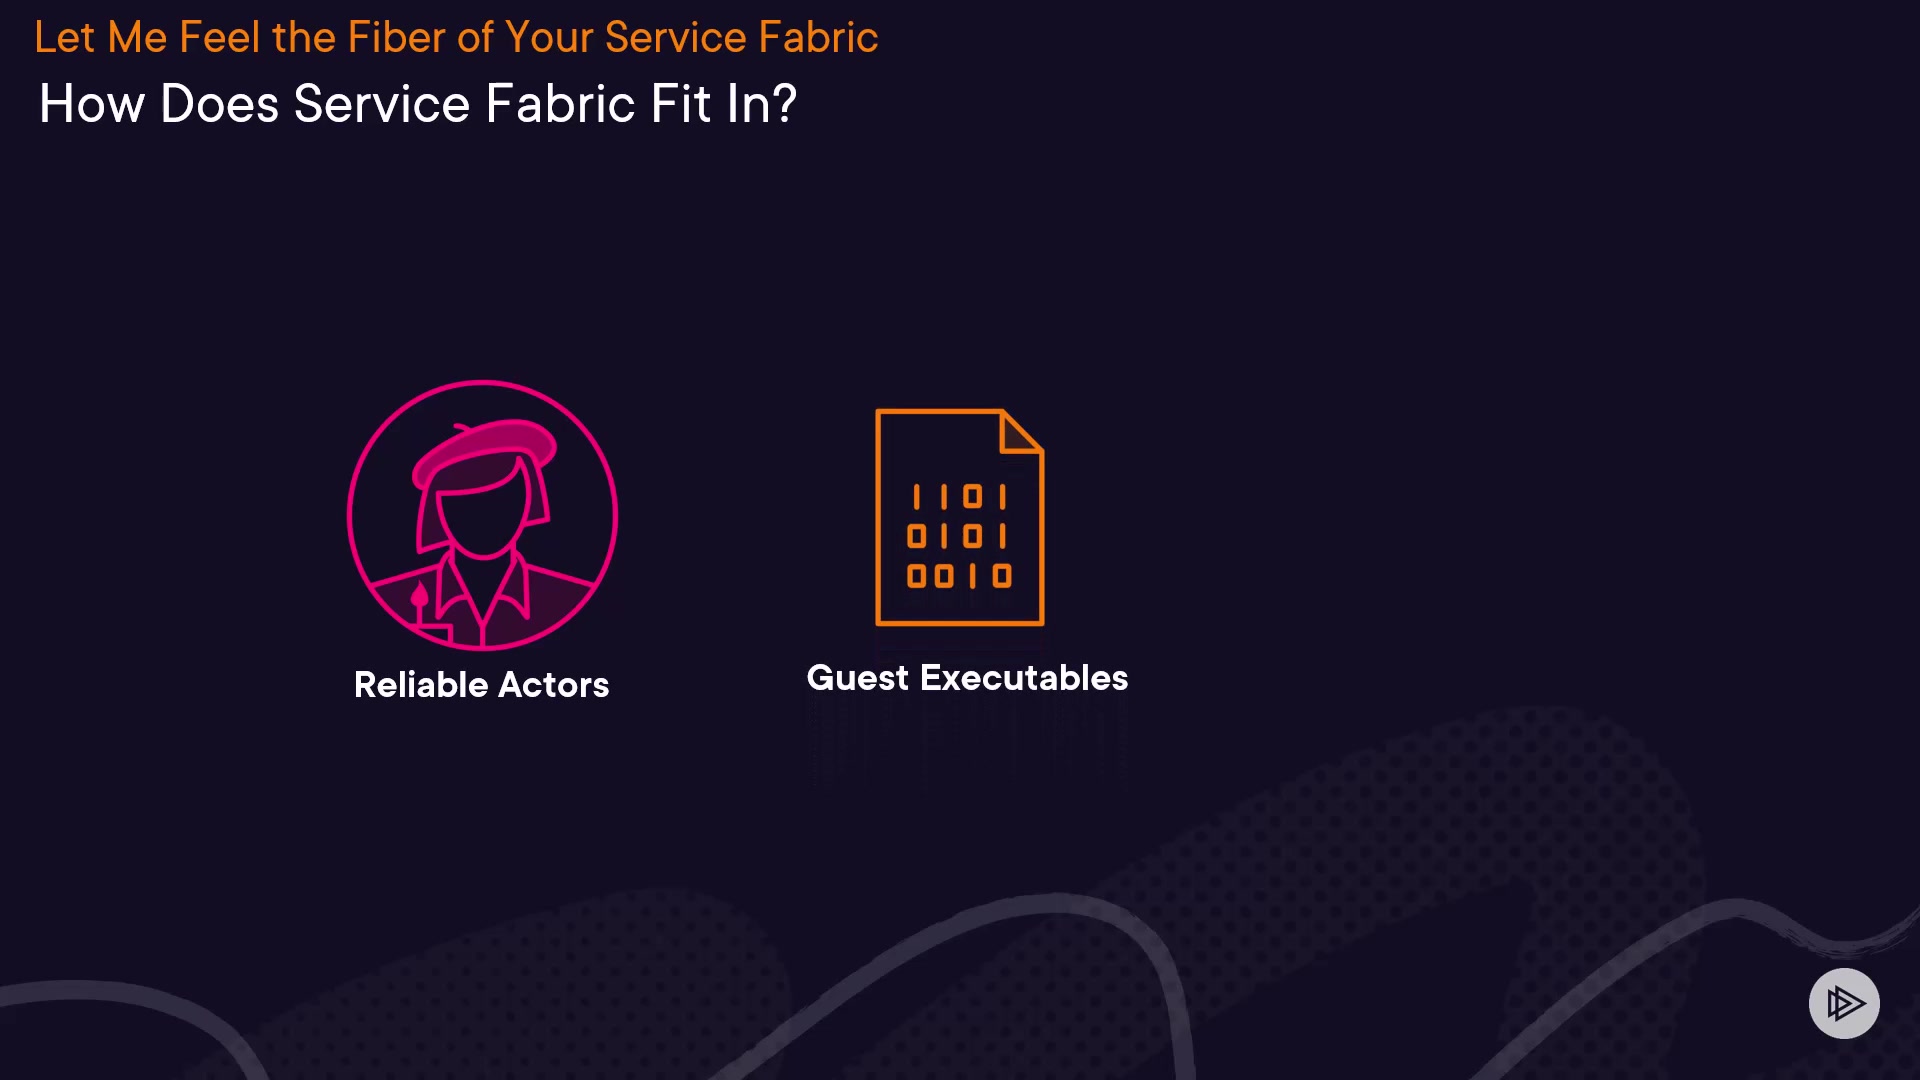 Let Me Feel the Fiber of Your Service Fabric
How Does Service Fabric Fit In?
1101
0101
0010
Reliable Actors
Guest Executables